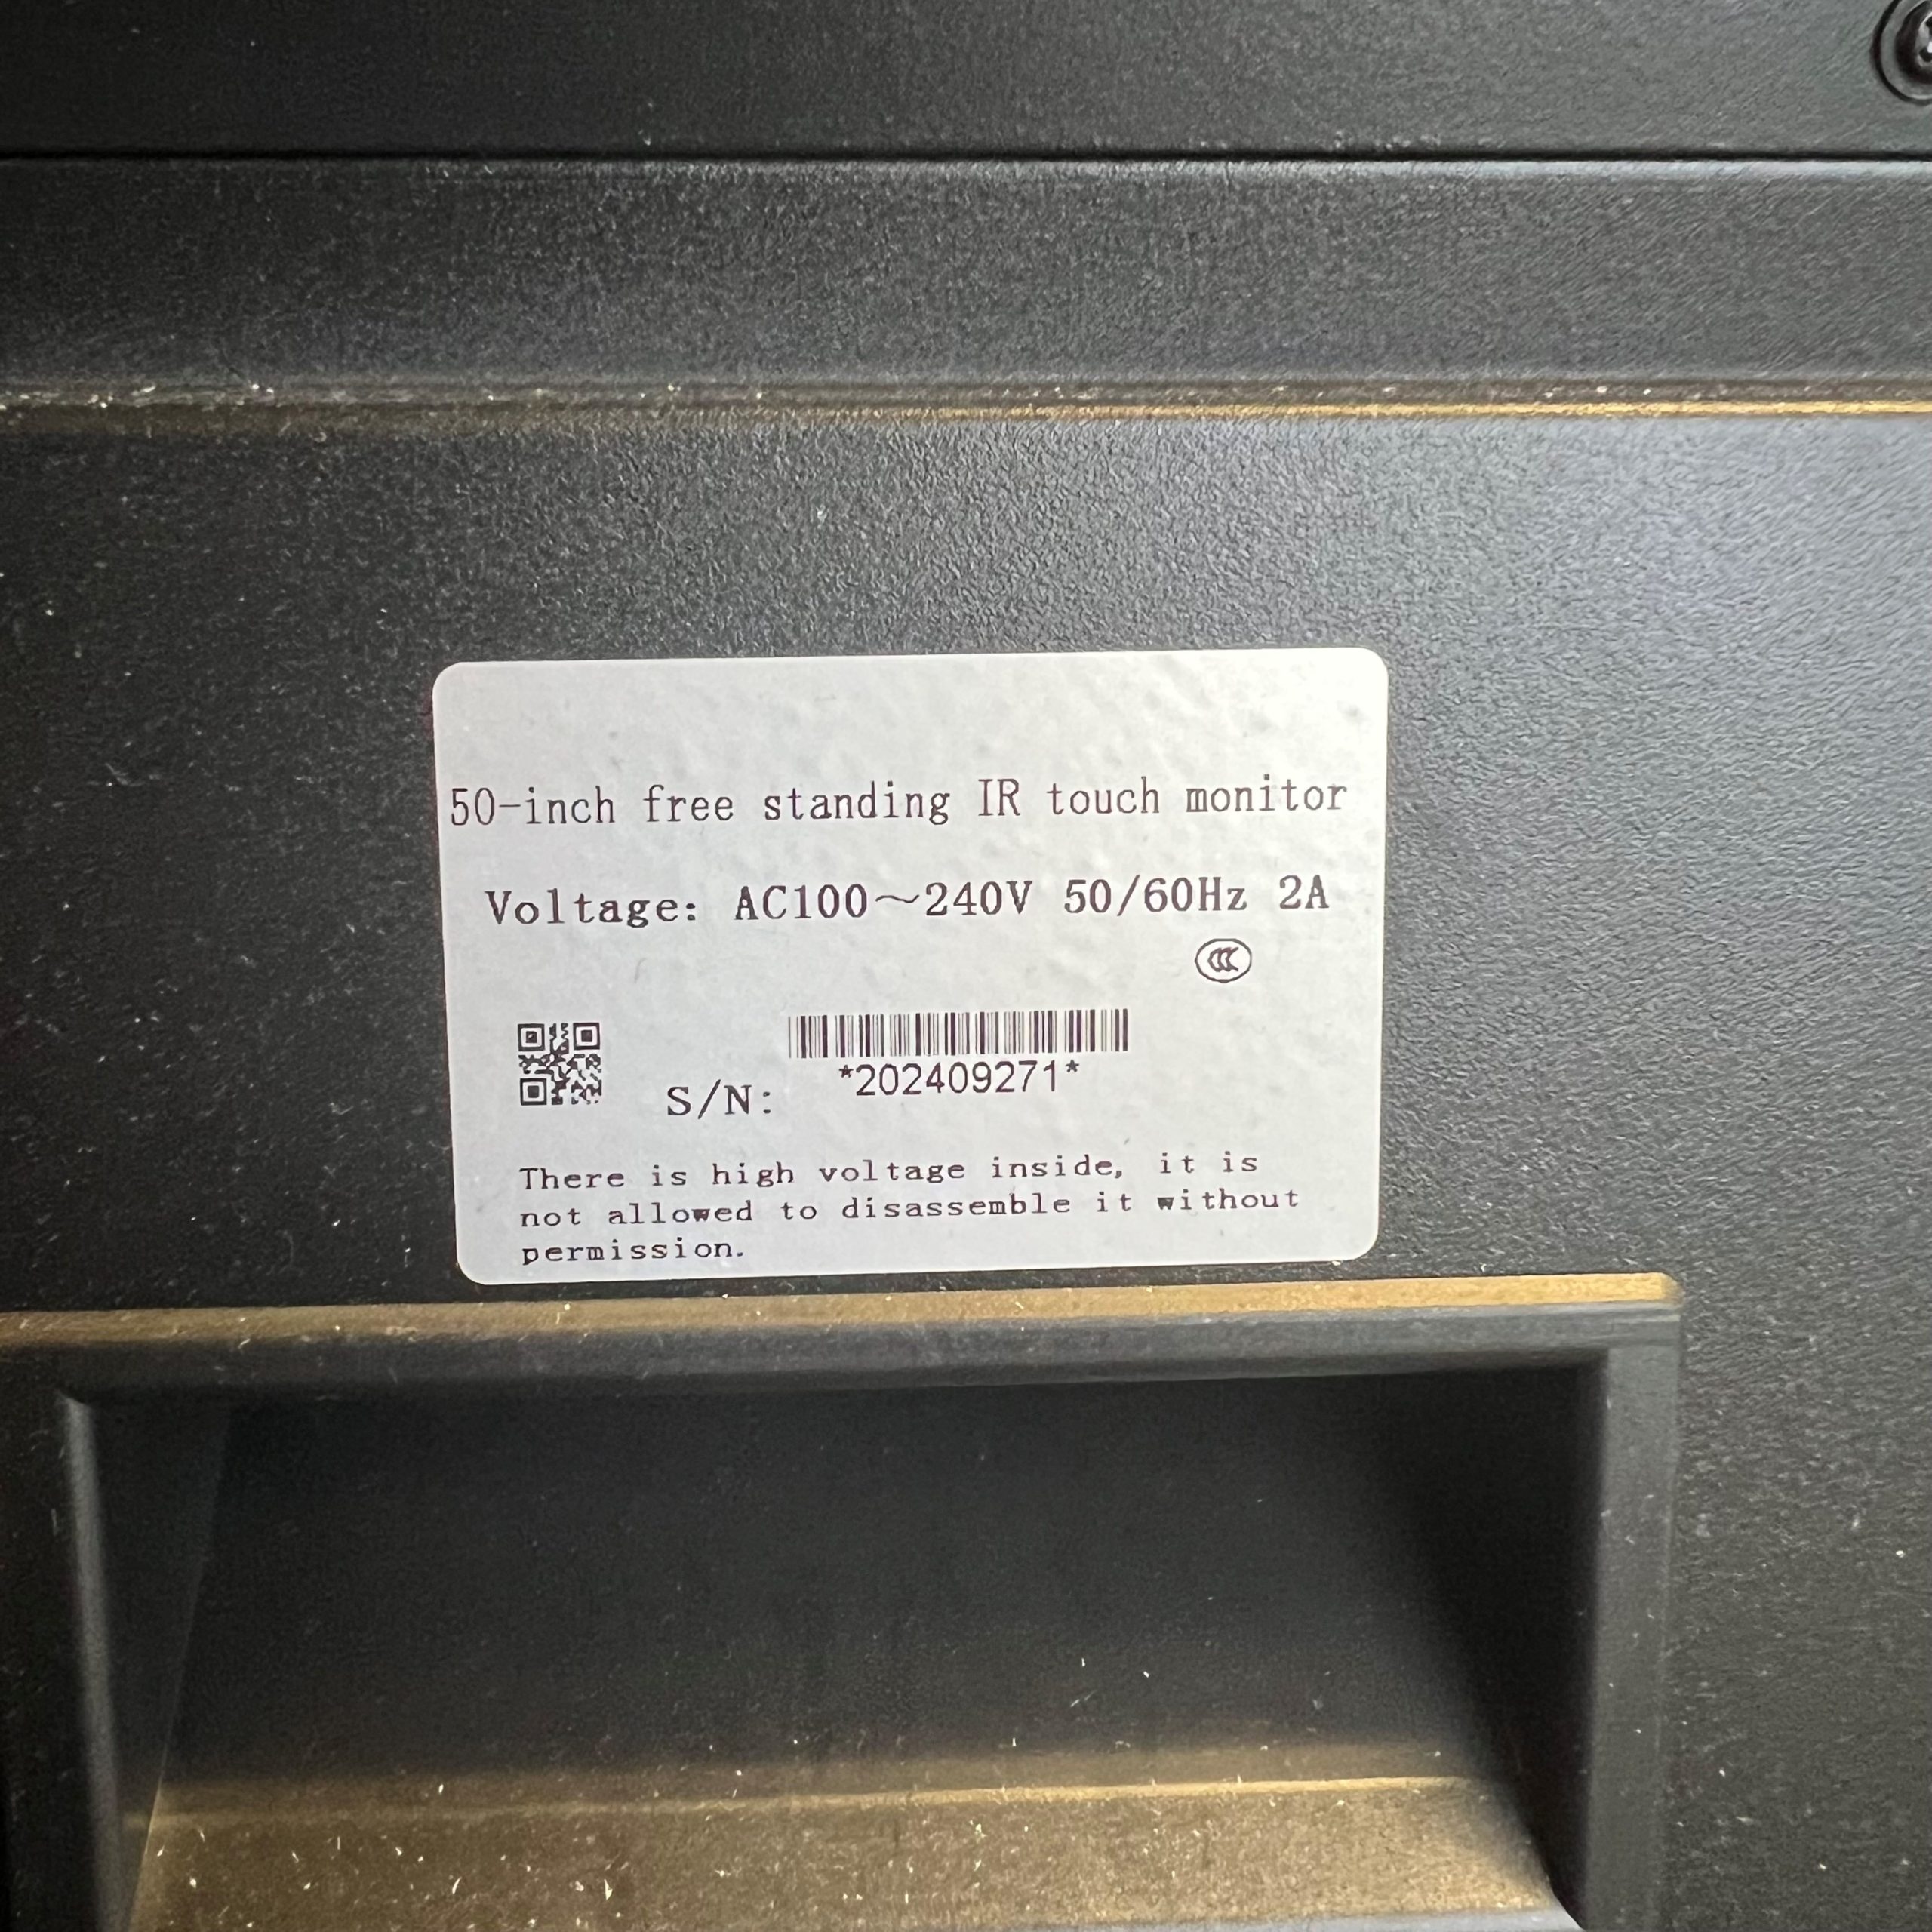 50-inch free standing IR touch monitor
Voltage: AC100～240V 50/60Hz 2A
CCC
*202409271*
S/N:
There is high voltage inside, it is
not allowed to disassemble it without
permission.